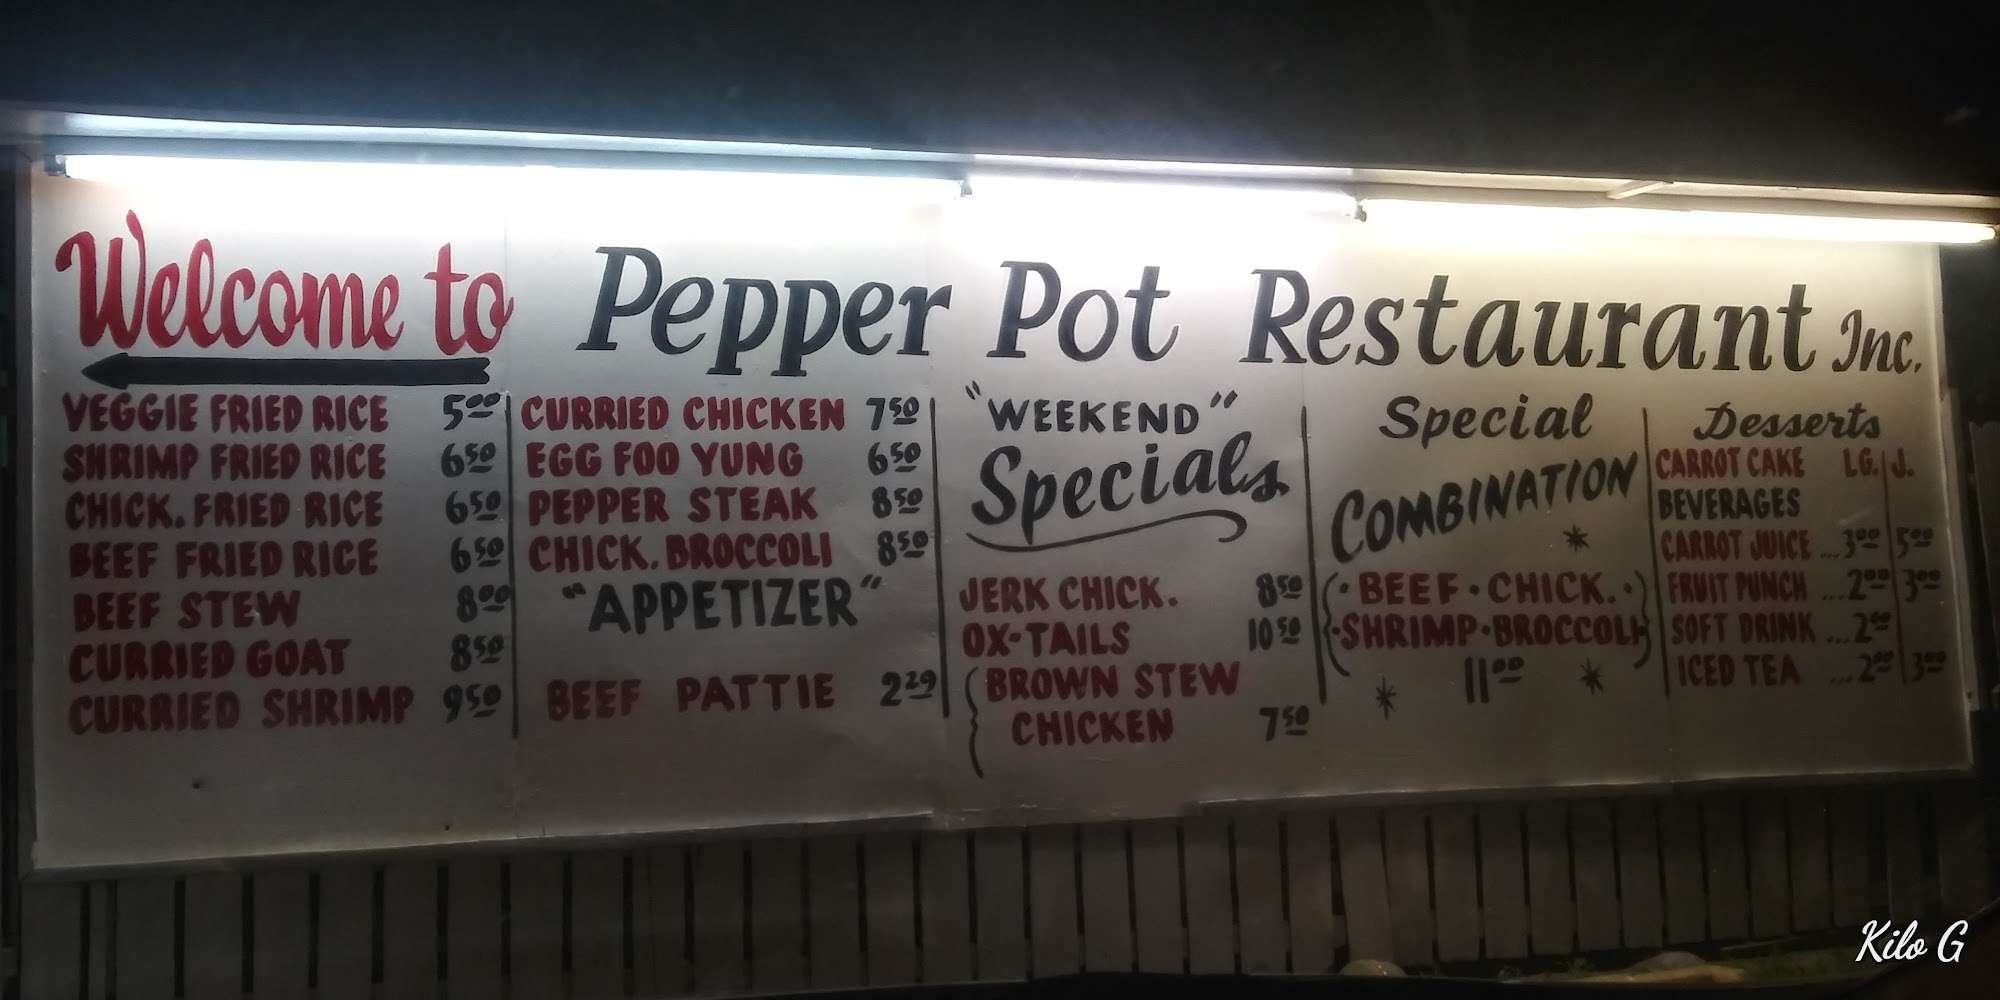 Welcome to Pepper Pot Restaurant Inc.
VEGGIE FRIED RICE 5.00
SHRIMP FRIED RICE 6.50
CHICK. FRIED RICE 6.50
BEEF FRIED RICE 6.50
BEEF STEW 8.00
CURRIED GOAT 8.50
CURRIED SHRIMP 9.50
CURRIED CHICKEN 7.50
EGG FOO YUNG 6.50
PEPPER STEAK 8.50
CHICK. BROCCOLI 8.50
"APPETIZER"
BEEF PATTIE 2.29
"WEEKEND"
Specials
JERK CHICK. 8.50
OX-TAILS 10.50
BROWN STEW
CHICKEN 7.50
Special
COMBINATION
BEEF · CHICK.
SHRIMP · BROCCOLI
11.00
Desserts
CARROT CAKE LG. J.
BEVERAGES
CARROT JUICE ... 3.00 5.00
FRUIT PUNCH ... 2.00 3.00
SOFT DRINK ... 2.00
ICED TEA ... 2.00 3.00
Kilo G